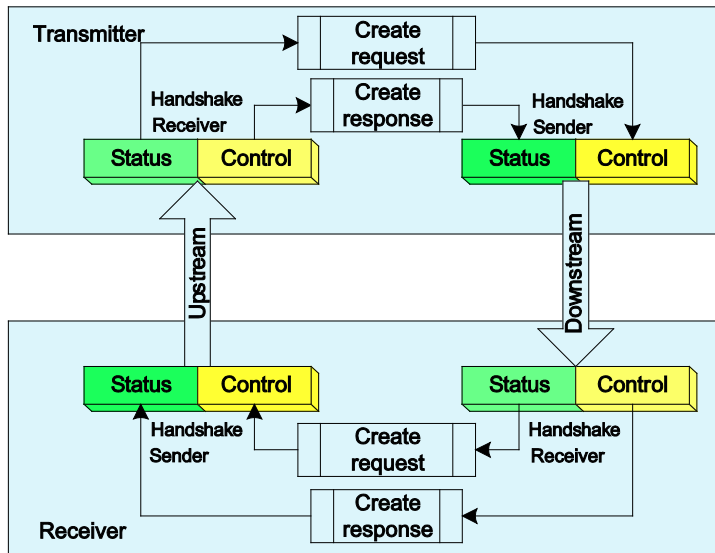 Transmitter
Create
request
Create
response
Handshake
Receiver
Handshake
Sender
Status
Control
Status
Control
Upstream
Downstream
Status
Control
Status
Control
Handshake
Sender
Create
request
Handshake
Receiver
Create
response
Receiver